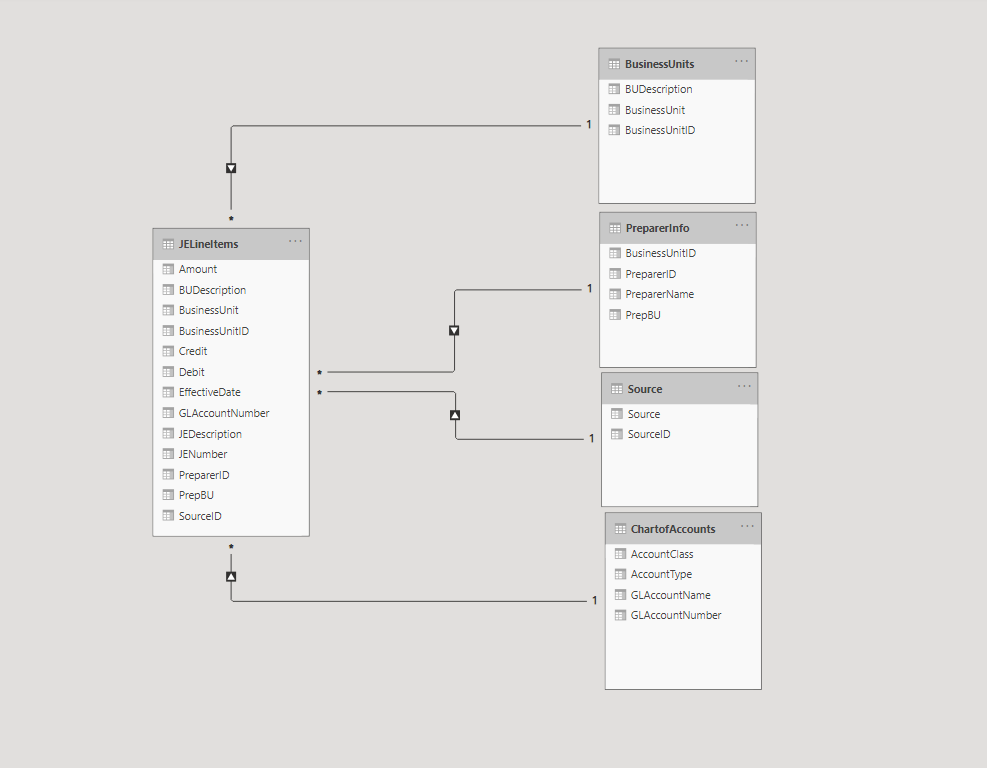 BusinessUnits ...
BUDescription
BusinessUnit
BusinessUnitID
1
*
JELineItems ...
Amount
BUDescription
BusinessUnit
BusinessUnitID
Credit
Debit
EffectiveDate
GLAccountNumber
JEDescription
JENumber
PreparerID
PrepBU
SourceID
PreparerInfo ...
BusinessUnitID
PreparerID
PreparerName
PrepBU
1
*
*
Source ...
Source
SourceID
1
*
ChartofAccounts ...
AccountClass
AccountType
GLAccountName
GLAccountNumber
1